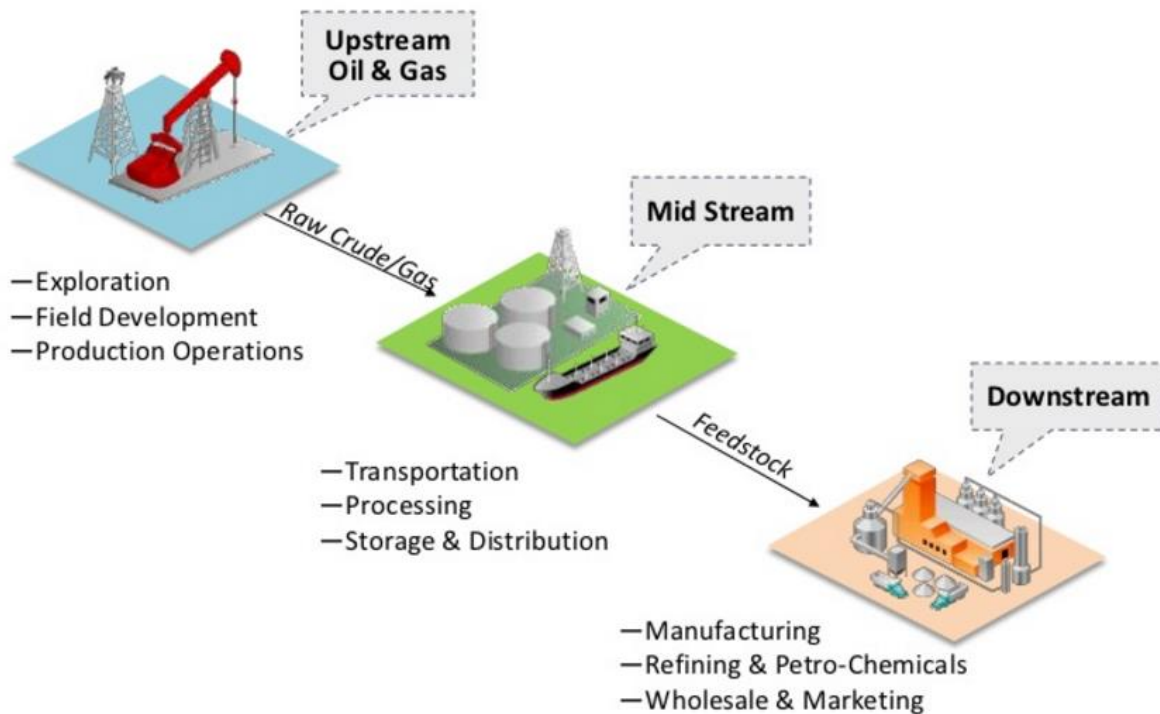 Upstream
Oil & Gas
Raw Crude/Gas
—Exploration
—Field Development
—Production Operations
Mid Stream
Feedstock
—Transportation
—Processing
—Storage & Distribution
Downstream
—Manufacturing
—Refining & Petro-Chemicals
—Wholesale & Marketing